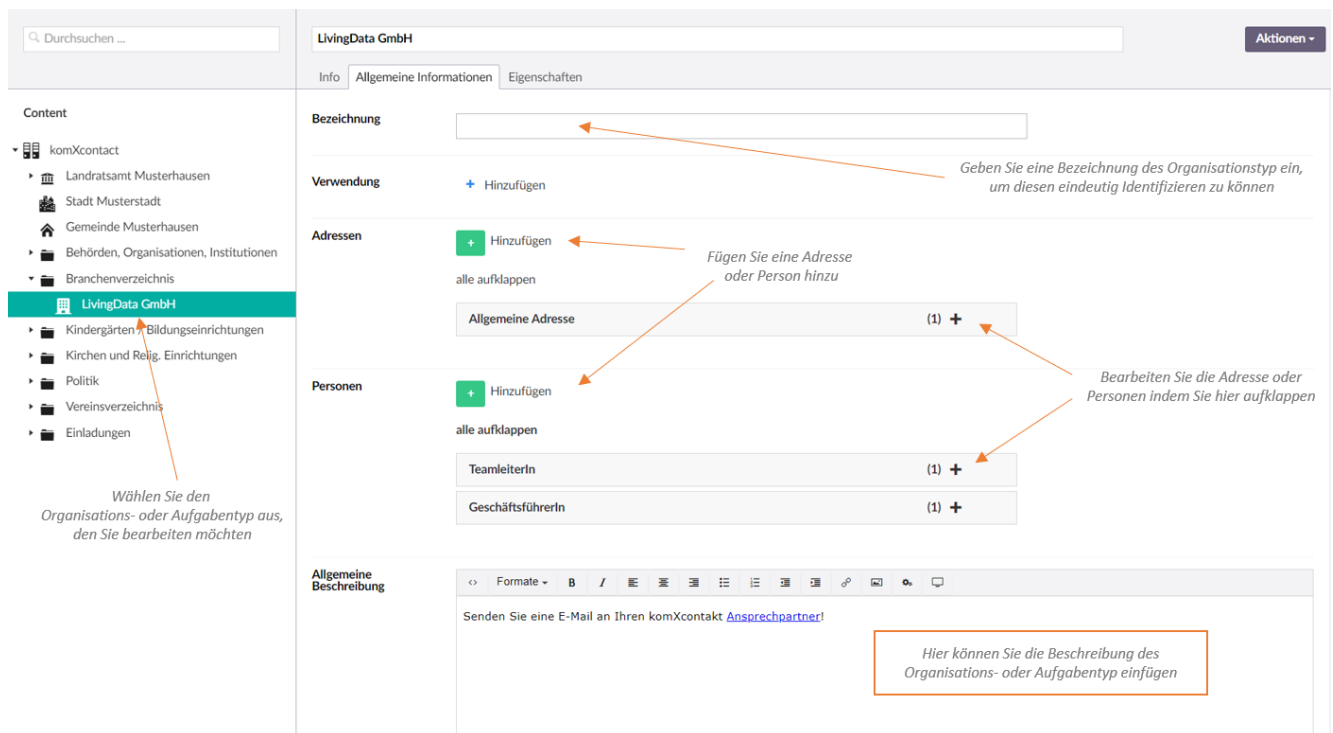 Durchsuchen ...
LivingData GmbH
Aktionen
Info
Allgemeine Informationen
Eigenschaften
Content
komXcontact
Landratsamt Musterhausen
Stadt Musterstadt
Gemeinde Musterhausen
Behörden, Organisationen, Institutionen
Branchenverzeichnis
LivingData GmbH
Kindergärten / Bildungseinrichtungen
Kirchen und Relig. Einrichtungen
Politik
Vereinsverzeichnis
Einladungen
Wählen Sie den
Organisations- oder Aufgabentyp aus,
den Sie bearbeiten möchten
Bezeichnung
Geben Sie eine Bezeichnung des Organisationstyp ein,
um diesen eindeutig Identifizieren zu können
Verwendung
+ Hinzufügen
Adressen
+ Hinzufügen
Fügen Sie eine Adresse
oder Person hinzu
alle aufklappen
Allgemeine Adresse (1) +
Bearbeiten Sie die Adresse oder
Personen indem Sie hier aufklappen
Personen
+ Hinzufügen
alle aufklappen
TeamleiterIn (1) +
GeschäftsführerIn (1) +
Allgemeine
Beschreibung
<> Formate B I
Senden Sie eine E-Mail an Ihren komXcontakt Ansprechpartner!
Hier können Sie die Beschreibung des
Organisations- oder Aufgabentyp einfügen